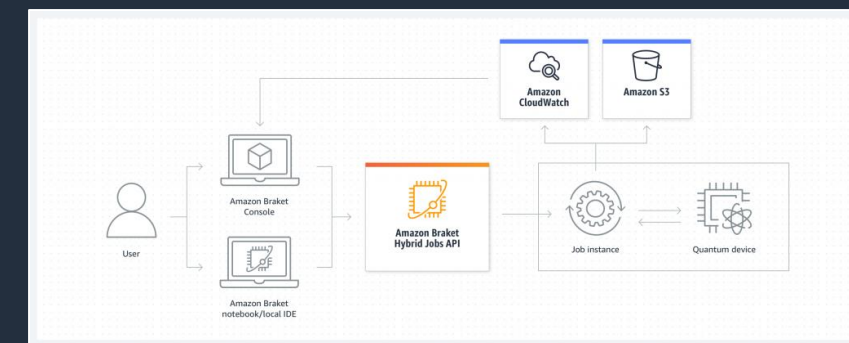 Amazon
CloudWatch
Amazon S3
User
Amazon Braket
Console
Amazon Braket
notebook/local IDE
Amazon Braket
Hybrid Jobs API
Job instance
Quantum device